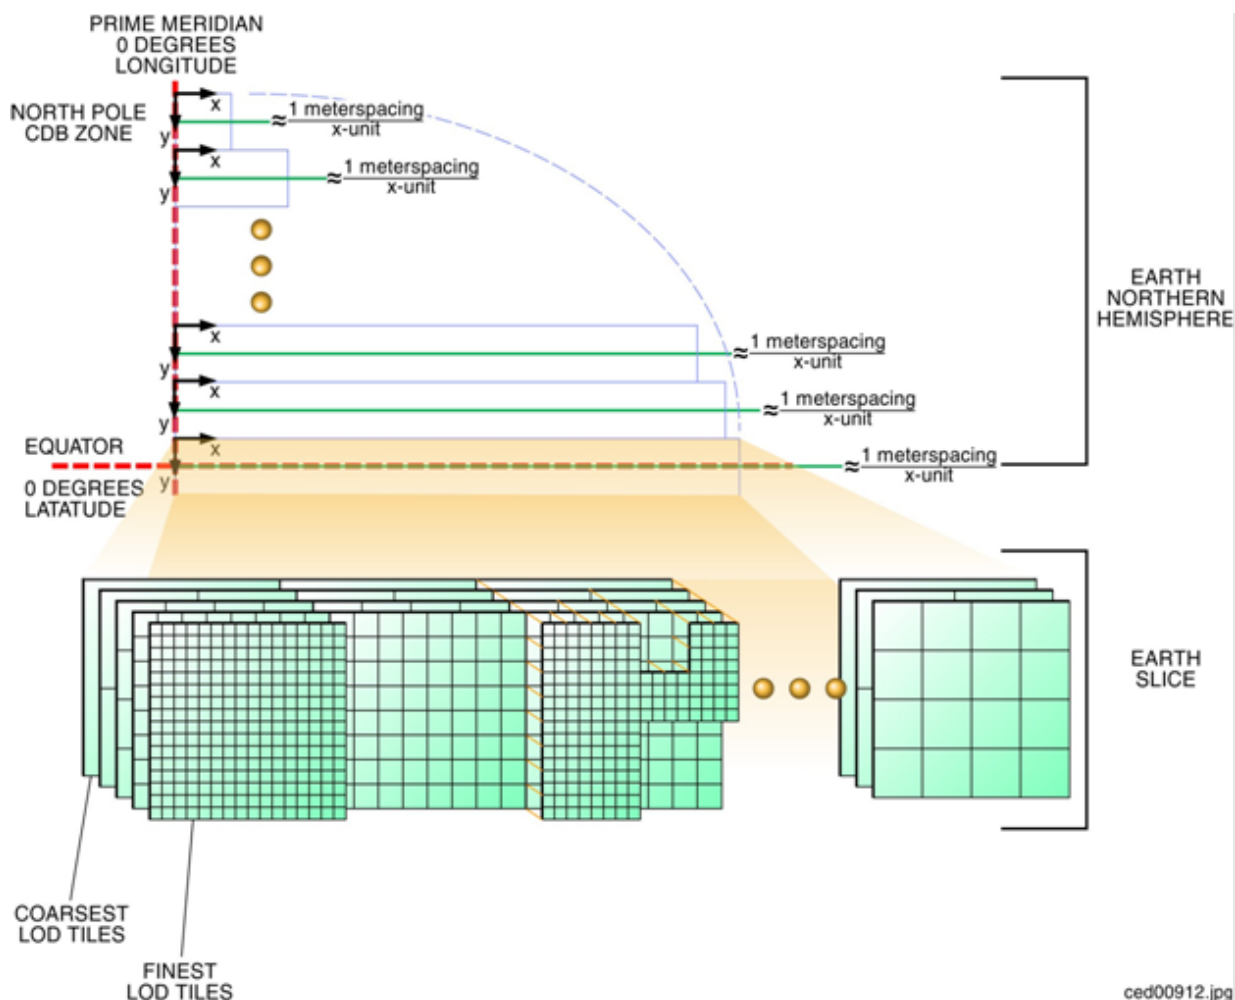 PRIME MERIDIAN
0 DEGREES
LONGITUDE
NORTH POLE
CDB ZONE
x
y
≈ 1 meterspacing
x-unit
x
y
≈ 1 meterspacing
x-unit
EARTH
NORTHERN
HEMISPHERE
x
y
≈ 1 meterspacing
x-unit
x
y
≈ 1 meterspacing
x-unit
EQUATOR
x
y
≈ 1 meterspacing
x-unit
0 DEGREES
LATATUDE
EARTH
SLICE
COARSEST
LOD TILES
FINEST
LOD TILES
ced00912.jpg